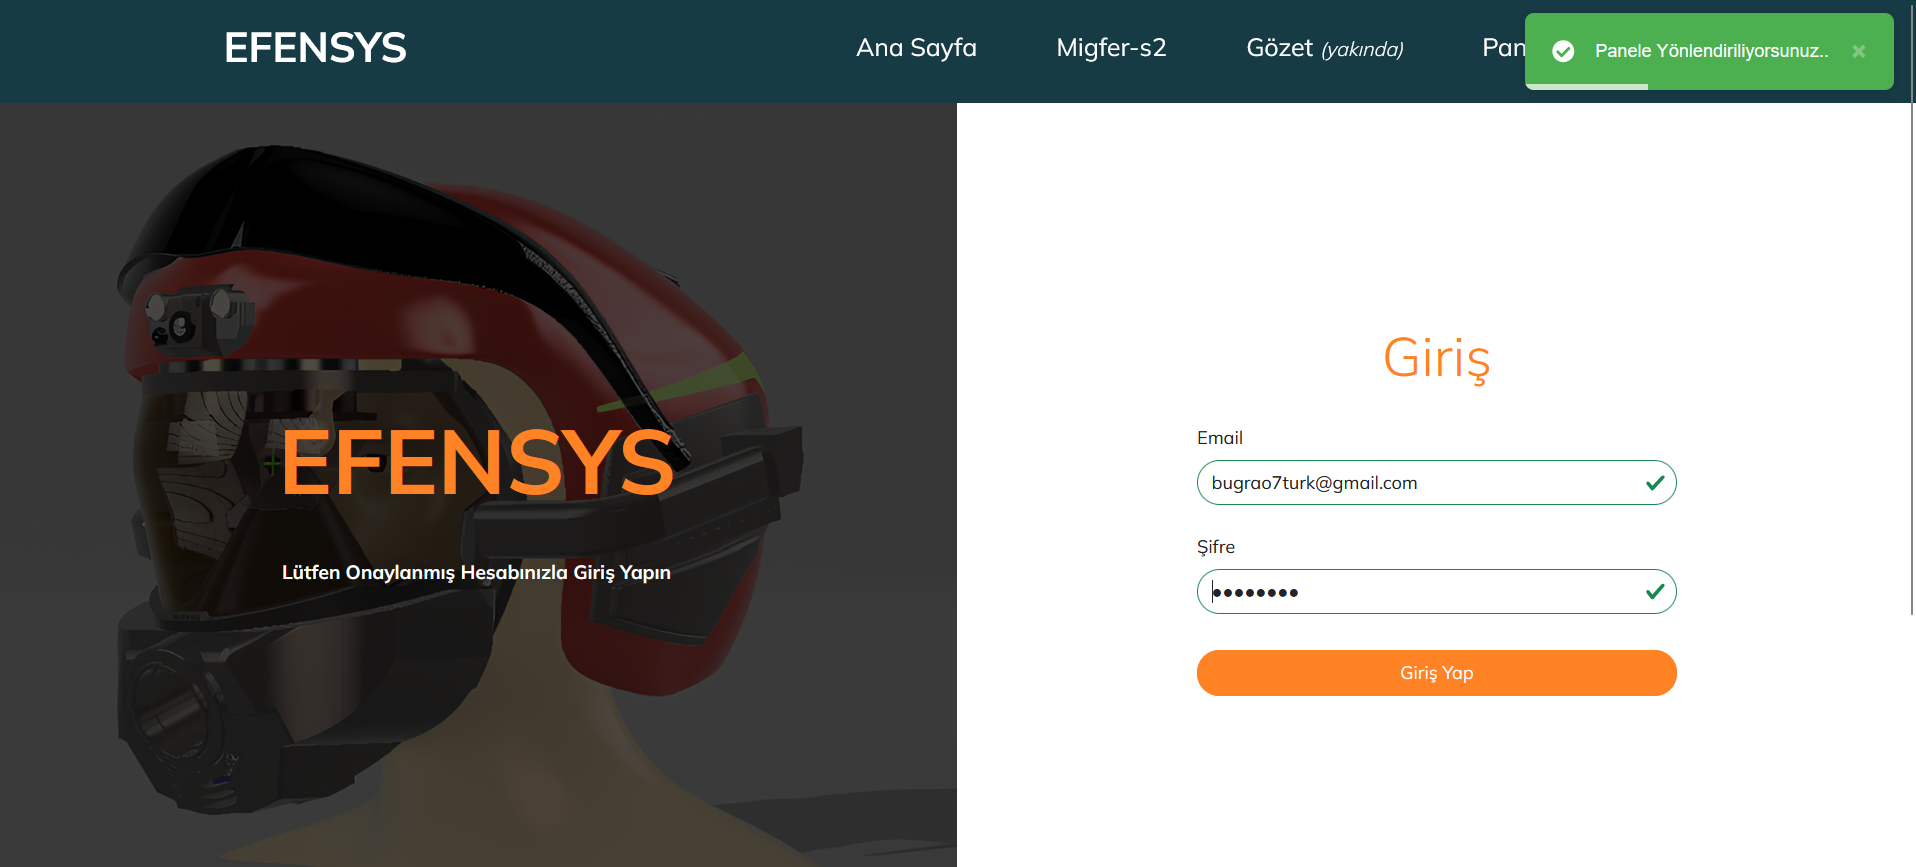 EFENSYS
Ana Sayfa
Migfer-s2
Gözet (yakında)
Pan
Panele Yönlendiriliyorsunuz..
EFENSYS
Lütfen Onaylanmış Hesabınızla Giriş Yapın
Giriş
Email
bugrao7turk@gmail.com
Şifre
Giriş Yap